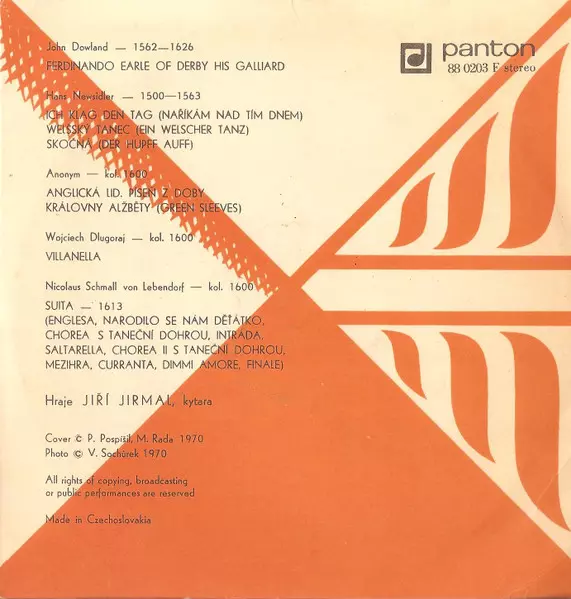 John Dowland — 1562—1626
FERDINANDO EARLE OF DERBY HIS GALLIARD
Hans Newsidler — 1500—1563
ICH KLAG DEN TAG (NAŘÍKÁM NAD TÍM DNEM)
WELSSKÝ TANEC (EIN WELSCHER TANZ)
SKOČNÁ (DER HUPFF AUFF)
Anonym — kol. 1600
ANGLICKÁ LID. PÍSEŇ Z DOBY
KRÁLOVNY ALŽBĚTY (GREEN SLEEVES)
Wojciech Dlugoraj — kol. 1600
VILLANELLA
Nicolaus Schmall von Lebendorf — kol. 1600
SUITA — 1613
(ENGLESA, NARODILO SE NÁM DĚŤÁTKO,
CHOREA S TANEČNÍ DOHROU, INTRÁDA,
SALTARELLA, CHOREA II S TANEČNÍ DOHROU,
MEZIHRA, CURRANTA, DIMMI AMORE, FINALE)
Hraje JIŘÍ JIRMAL, kytara
Cover © P. Pospíšil, M. Rada 1970
Photo © V. Sochůrek 1970
All rights of copying, broadcasting
or public performances are reserved
Made in Czechoslovakia
panton
88 0203 F stereo